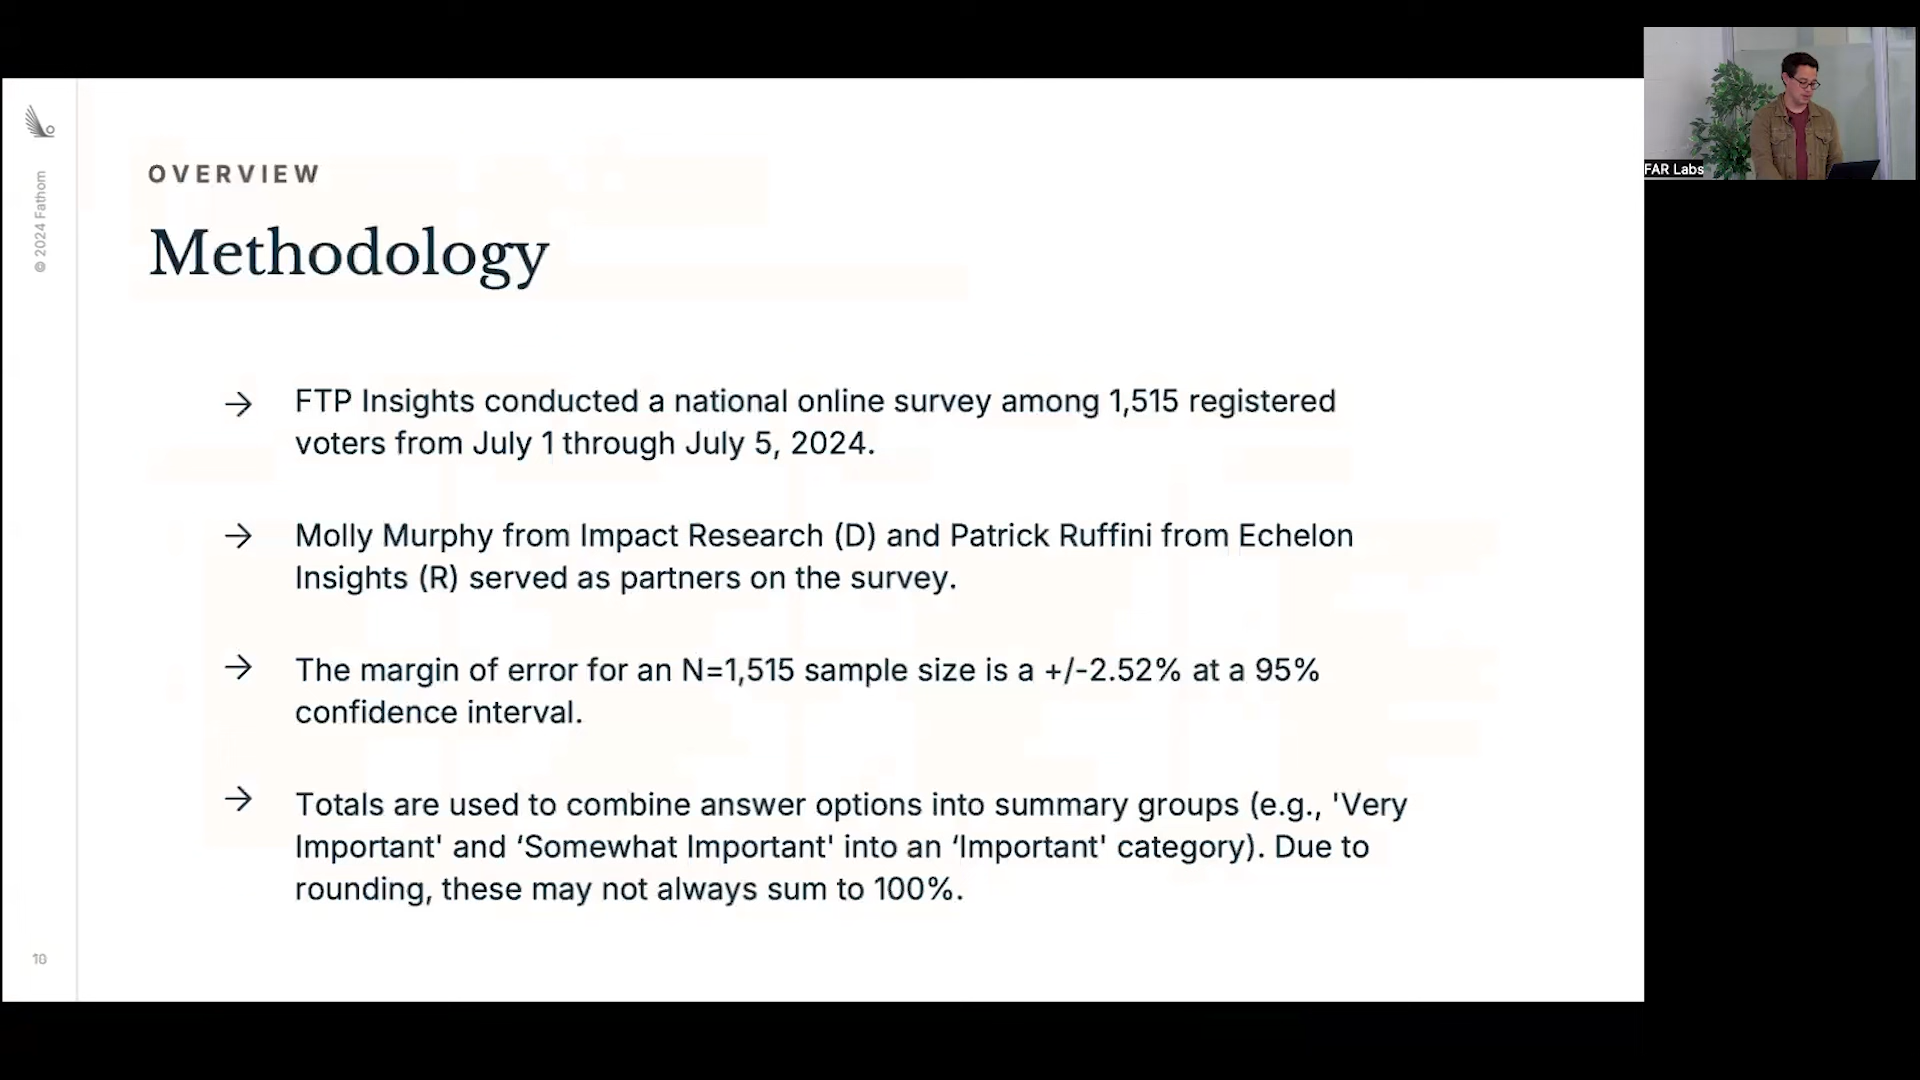 © 2024 Fathom
OVERVIEW
Methodology
FTP Insights conducted a national online survey among 1,515 registered
voters from July 1 through July 5, 2024.
Molly Murphy from Impact Research (D) and Patrick Ruffini from Echelon
Insights (R) served as partners on the survey.
The margin of error for an N=1,515 sample size is a +/-2.52% at a 95%
confidence interval.
Totals are used to combine answer options into summary groups (e.g., 'Very
Important' and ‘Somewhat Important' into an ‘Important' category). Due to
rounding, these may not always sum to 100%.
10
FAR Labs